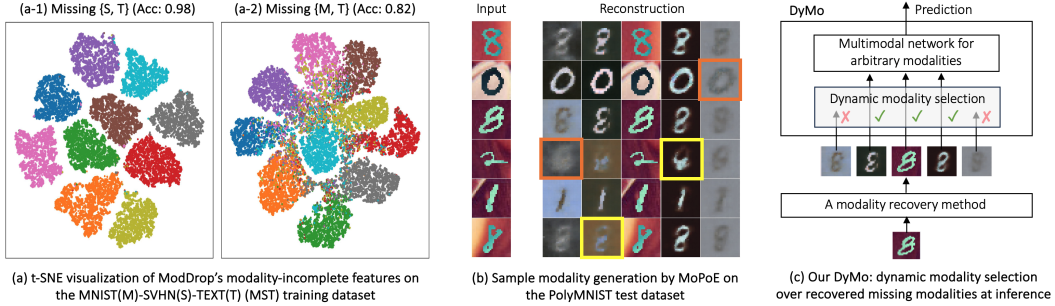 (a-1) Missing {S, T} (Acc: 0.98)
(a-2) Missing {M, T} (Acc: 0.82)
(a) t-SNE visualization of ModDrop's modality-incomplete features on
the MNIST(M)-SVHN(S)-TEXT(T) (MST) training dataset
Input
Reconstruction
(b) Sample modality generation by MoPoE on
the PolyMNIST test dataset
DyMo
Prediction
Multimodal network for
arbitrary modalities
Dynamic modality selection
✗ ✓ ✓ ✓ ✗
A modality recovery method
(c) Our DyMo: dynamic modality selection
over recovered missing modalities at inference